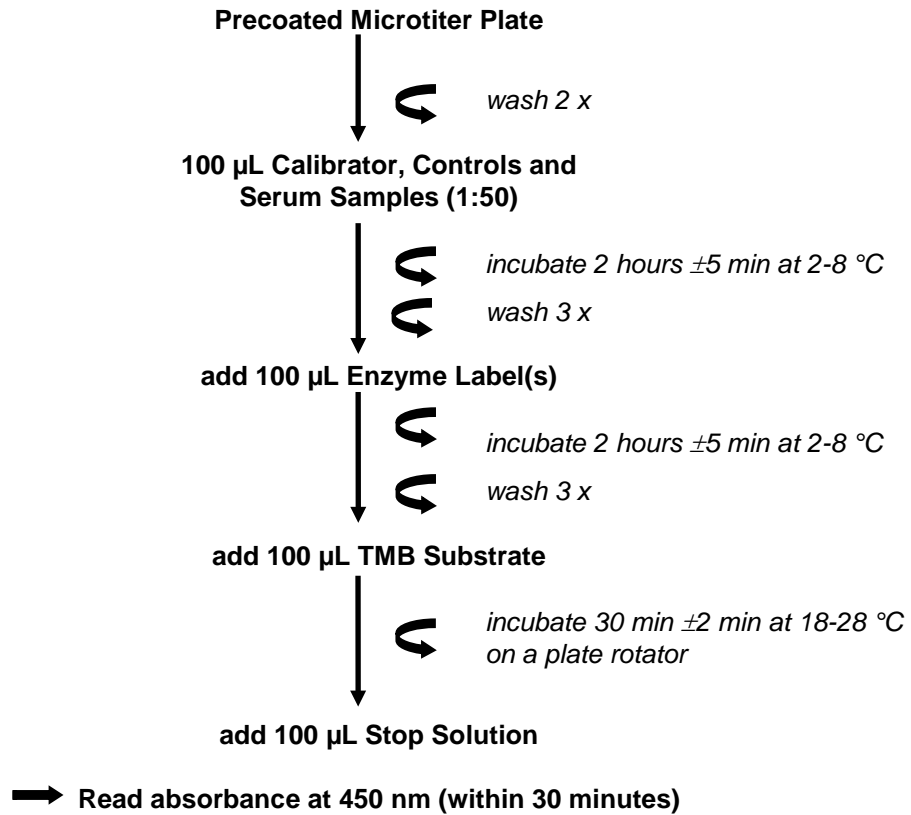 Precoated Microtiter Plate
wash 2 x
100 µL Calibrator, Controls and
Serum Samples (1:50)
incubate 2 hours ±5 min at 2-8 °C
wash 3 x
add 100 µL Enzyme Label(s)
incubate 2 hours ±5 min at 2-8 °C
wash 3 x
add 100 µL TMB Substrate
incubate 30 min ±2 min at 18-28 °C
on a plate rotator
add 100 µL Stop Solution
Read absorbance at 450 nm (within 30 minutes)